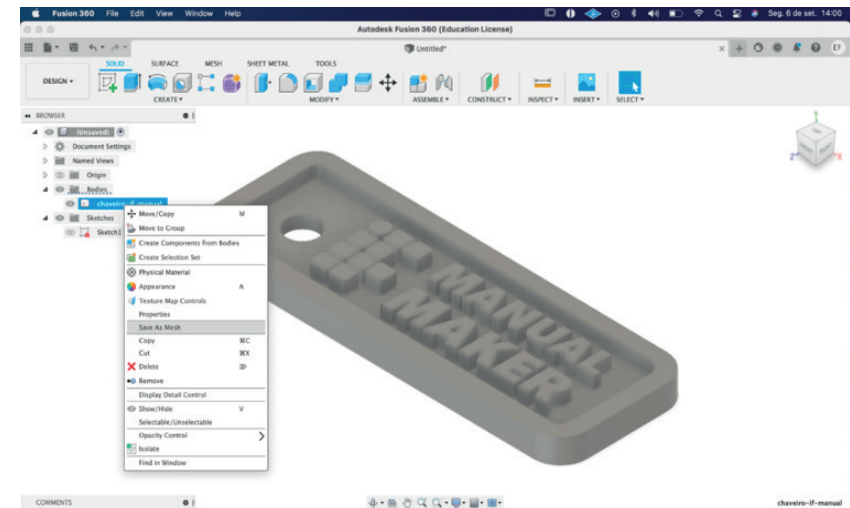 Fusion 360 File Edit View Window Help Seg. 6 de set. 14:00
Autodesk Fusion 360 (Education License)
Untitled*
EF
SOLID SURFACE MESH SHEET METAL TOOLS
DESIGN
CREATE MODIFY ASSEMBLE CONSTRUCT INSPECT INSERT SELECT
BROWSER
(Unsaved)
Document Settings
Named Views
Origin
Bodies
chaveiro-if-manual
Sketches
Sketch1
Move/Copy M
Move to Group
Create Components from Bodies
Create Selection Set
Physical Material
Appearance A
Texture Map Controls
Properties
Save As Mesh
Copy ⌘C
Cut ⌘X
Delete ⌦
Remove
Display Detail Control
Show/Hide V
Selectable/Unselectable
Opacity Control
Isolate
Find in Window
MANUAL
MAKER
Y
Z
X
COMMENTS
chaveiro-if-manual